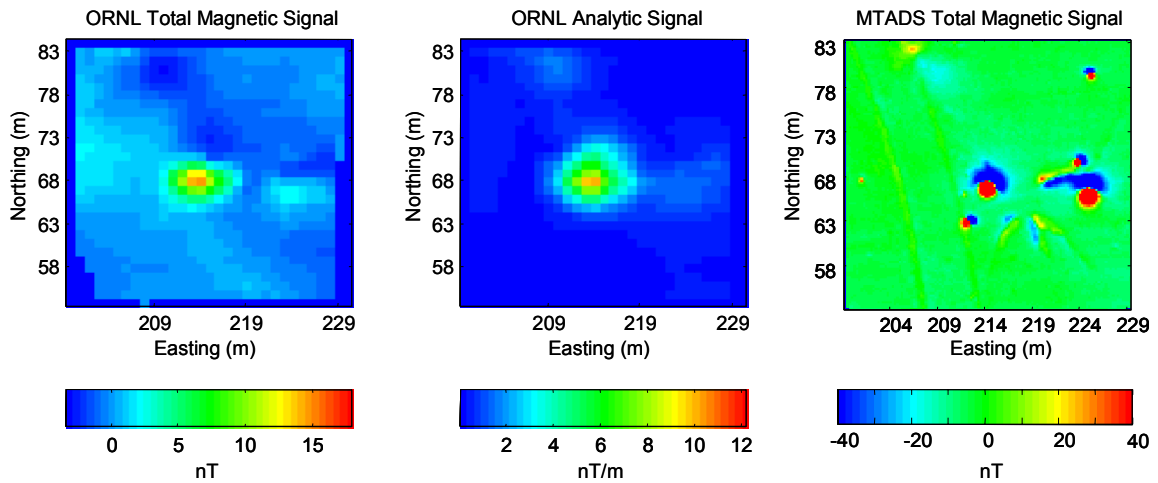 ORNL Total Magnetic Signal
83
78
73
68
63
58
Northing (m)
209 219 229
Easting (m)
0 5 10 15
nT
ORNL Analytic Signal
83
78
73
68
63
58
Northing (m)
209 219 229
Easting (m)
2 4 6 8 10 12
nT/m
MTADS Total Magnetic Signal
83
78
73
68
63
58
Northing (m)
204 209 214 219 224 229
Easting (m)
-40 -20 0 20 40
nT